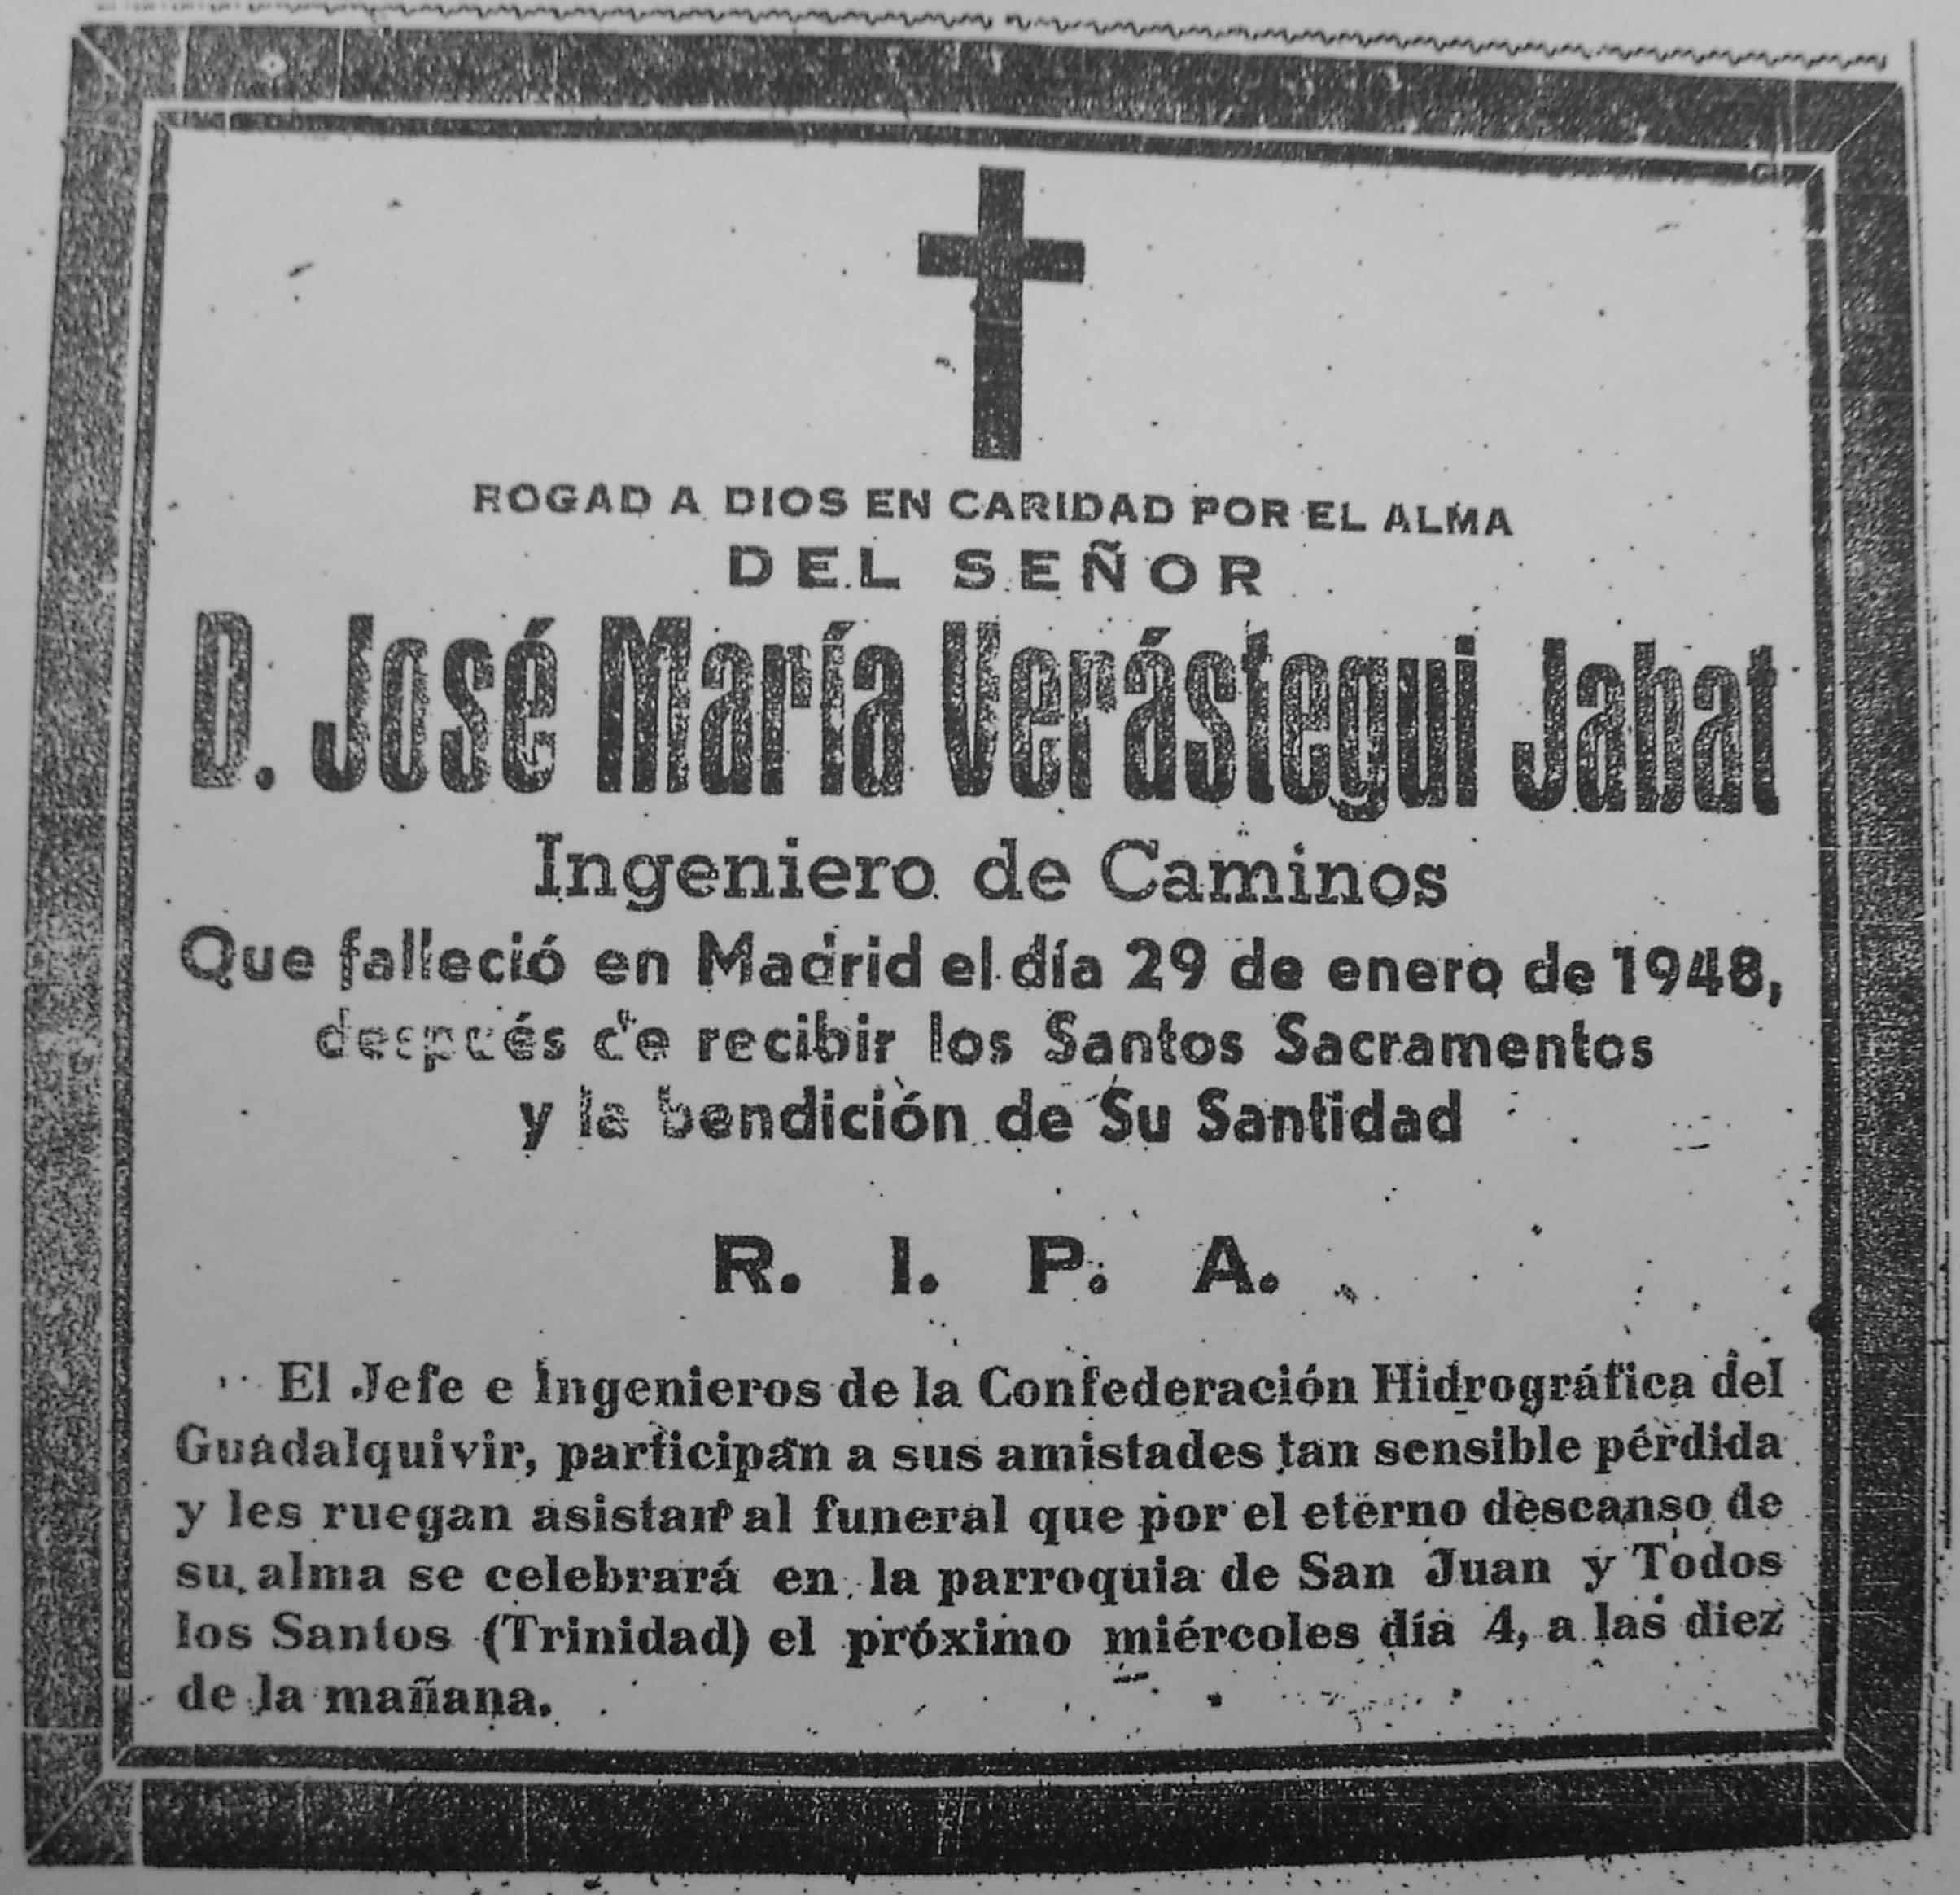 ROGAD A DIOS EN CARIDAD POR EL ALMA
DEL SEÑOR
D. José María Verástegui Jabat
Ingeniero de Caminos
Que falleció en Madrid el día 29 de enero de 1948,
después de recibir los Santos Sacramentos
y la bendición de Su Santidad
R. I. P. A.
El Jefe e Ingenieros de la Confederación Hidrográfica del
Guadalquivir, participan a sus amistades tan sensible pérdida
y les ruegan asistan al funeral que por el eterno descanso de
su alma se celebrará en la parroquia de San Juan y Todos
los Santos (Trinidad) el próximo miércoles día 4, a las diez
de la mañana.